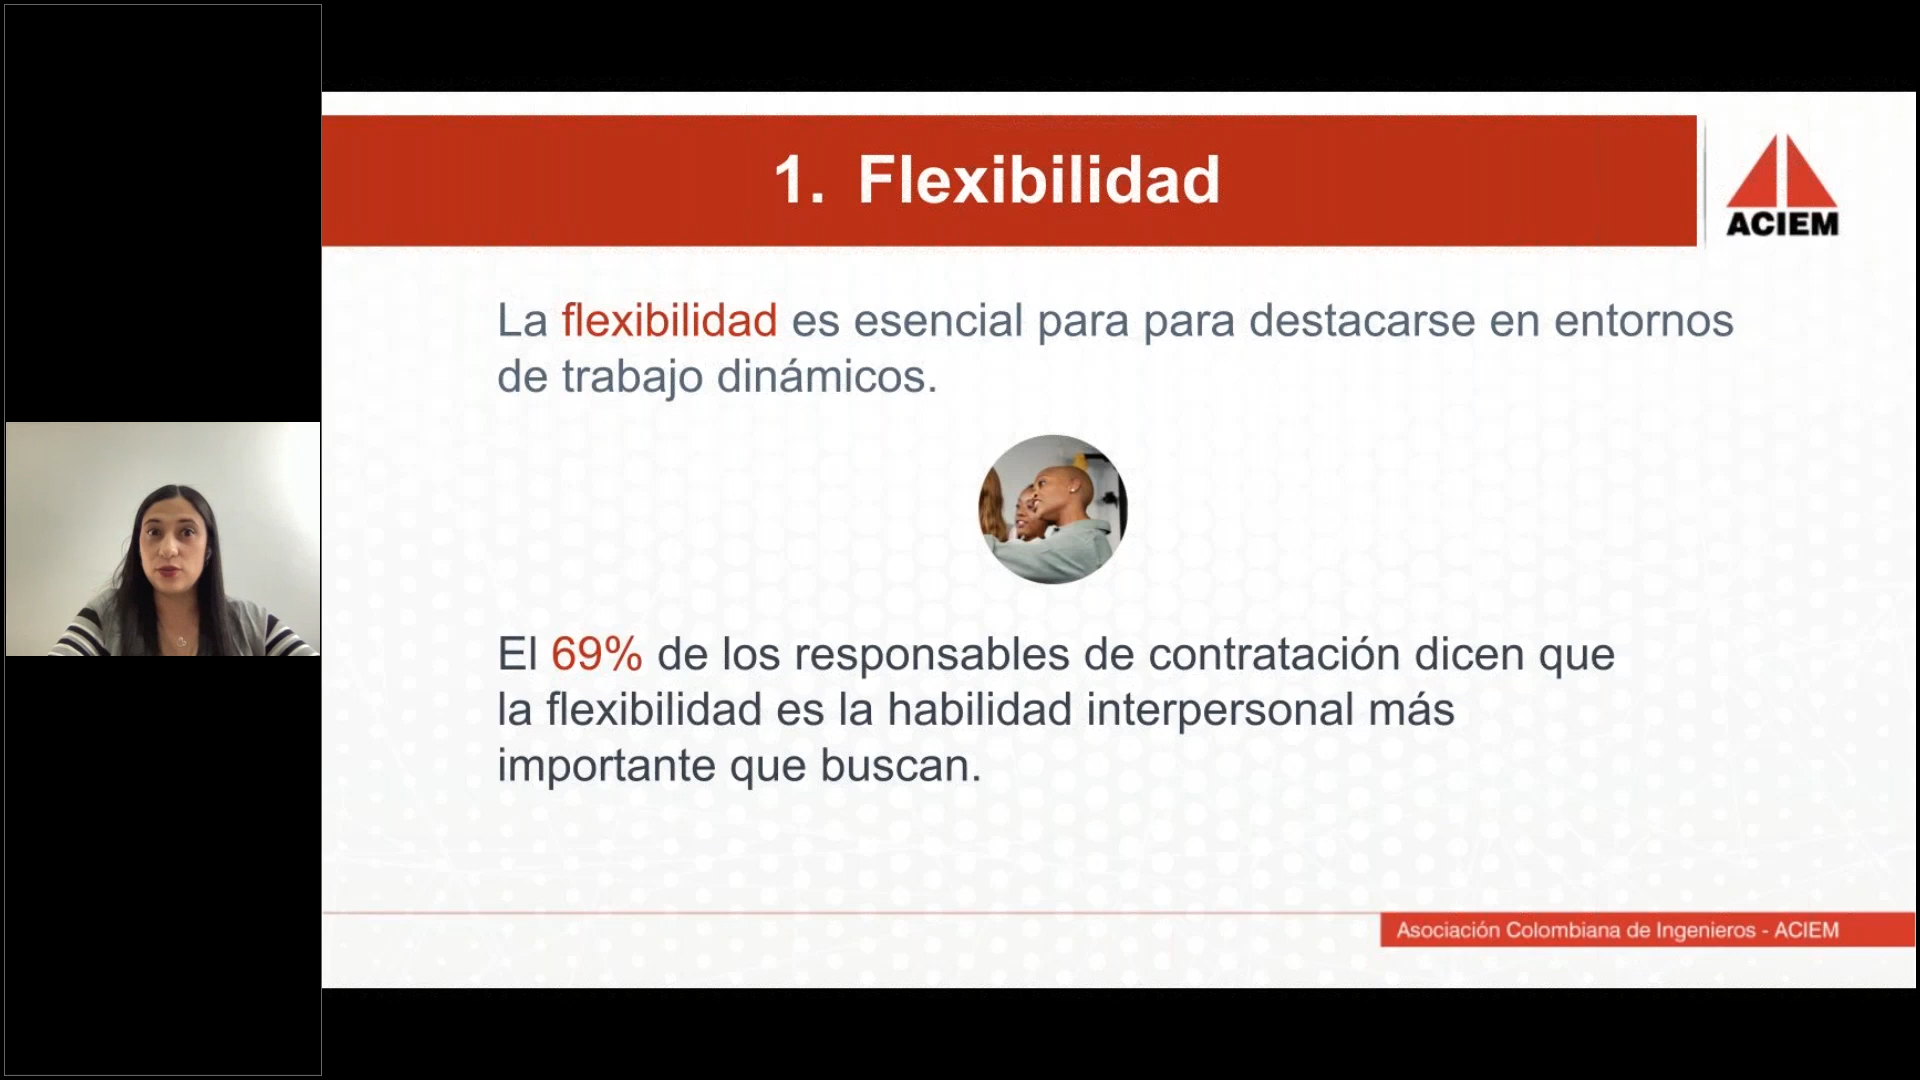 1. Flexibilidad
ACIEM
La flexibilidad es esencial para para destacarse en entornos
de trabajo dinámicos.
El 69% de los responsables de contratación dicen que
la flexibilidad es la habilidad interpersonal más
importante que buscan.
Asociación Colombiana de Ingenieros - ACIEM